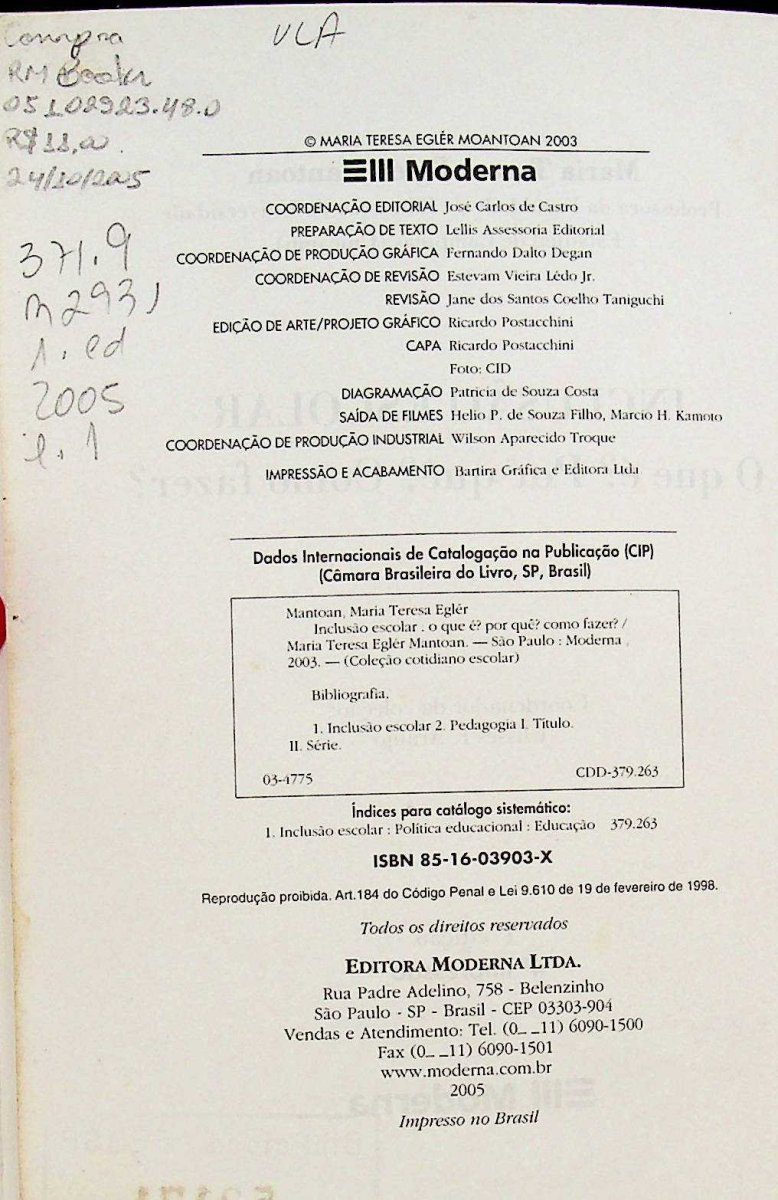 Compra
RM Books
05102923.48.0
R$ 11,00.
24/10/2005
VLA
371.9
m293i
1. ed
2005
e. 1
© MARIA TERESA EGLÉR MOANTOAN 2003
Moderna
COORDENAÇÃO EDITORIAL José Carlos de Castro
PREPARAÇÃO DE TEXTO Lellis Assessoria Editorial
COORDENAÇÃO DE PRODUÇÃO GRÁFICA Fernando Dalto Degan
COORDENAÇÃO DE REVISÃO Estevam Vieira Lédo Jr.
REVISÃO Jane dos Santos Coelho Taniguchi
EDIÇÃO DE ARTE/PROJETO GRÁFICO Ricardo Postacchini
CAPA Ricardo Postacchini
Foto: CID
DIAGRAMAÇÃO Patricia de Souza Costa
SAÍDA DE FILMES Helio P. de Souza Filho, Marcio H. Kamoto
COORDENAÇÃO DE PRODUÇÃO INDUSTRIAL Wilson Aparecido Troque
IMPRESSÃO E ACABAMENTO Bartira Gráfica e Editora Ltda
Dados Internacionais de Catalogação na Publicação (CIP)
(Câmara Brasileira do Livro, SP, Brasil)
Mantoan, Maria Teresa Eglér
Inclusão escolar . o que é? por quê? como fazer? /
Maria Teresa Eglér Mantoan. — São Paulo : Moderna ,
2003. — (Coleção cotidiano escolar)
Bibliografia.
1. Inclusão escolar 2. Pedagogia I. Título.
II. Série.
03-4775 CDD-379.263
Índices para catálogo sistemático:
1. Inclusão escolar : Política educacional : Educação 379.263
ISBN 85-16-03903-X
Reprodução proibida. Art.184 do Código Penal e Lei 9.610 de 19 de fevereiro de 1998.
Todos os direitos reservados
EDITORA MODERNA LTDA.
Rua Padre Adelino, 758 - Belenzinho
São Paulo - SP - Brasil - CEP 03303-904
Vendas e Atendimento: Tel. (0_ _11) 6090-1500
Fax (0_ _11) 6090-1501
www.moderna.com.br
2005
Impresso no Brasil